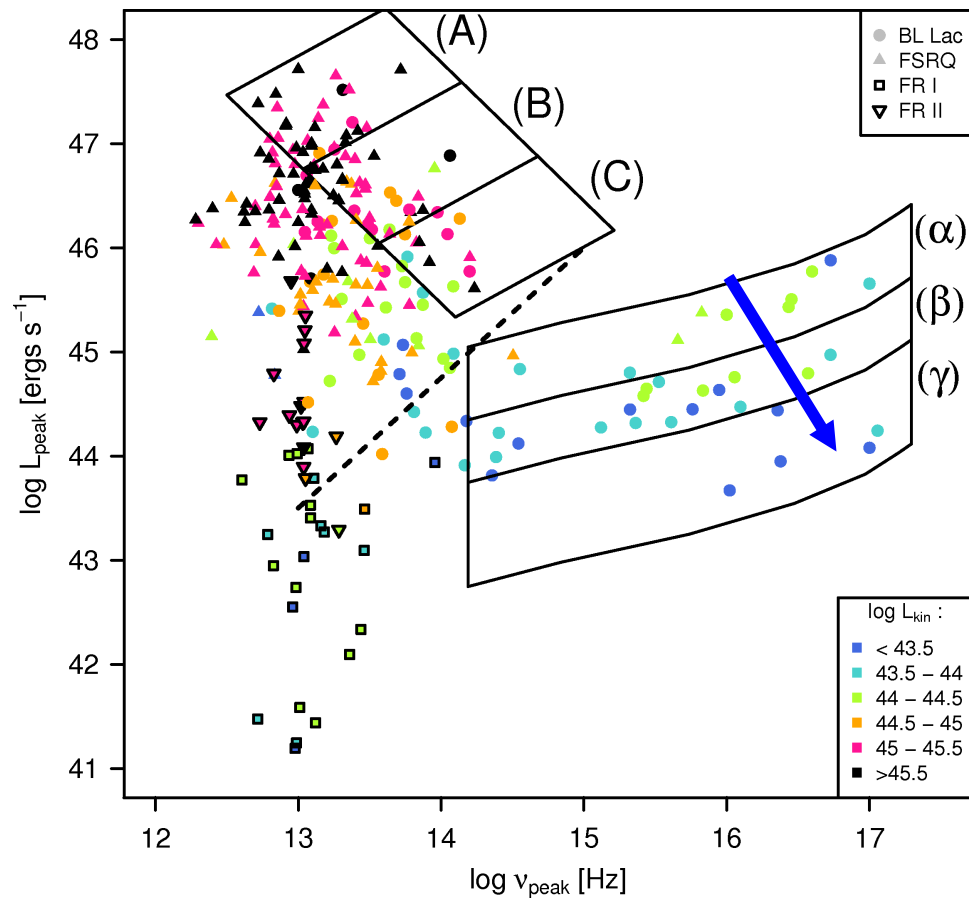 BL Lac
FSRQ
FR I
FR II
(A)
(B)
(C)
(α)
(β)
(γ)
48
47
46
45
44
43
42
41
log L_peak [ergs s⁻¹]
log L_kin :
< 43.5
43.5 − 44
44 − 44.5
44.5 − 45
45 − 45.5
>45.5
12 13 14 15 16 17
log ν_peak [Hz]